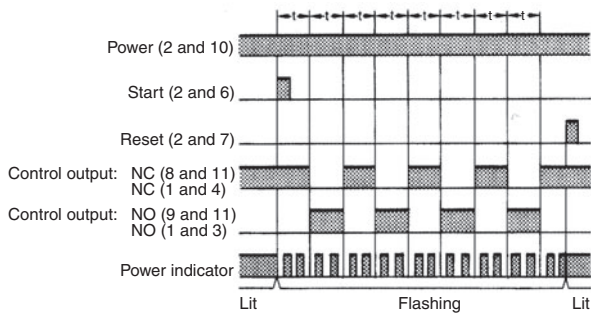 t t t t t t t t
Power (2 and 10)
Start (2 and 6)
Reset (2 and 7)
Control output: NC (8 and 11)
NC (1 and 4)
Control output: NO (9 and 11)
NO (1 and 3)
Power indicator
Lit Flashing Lit